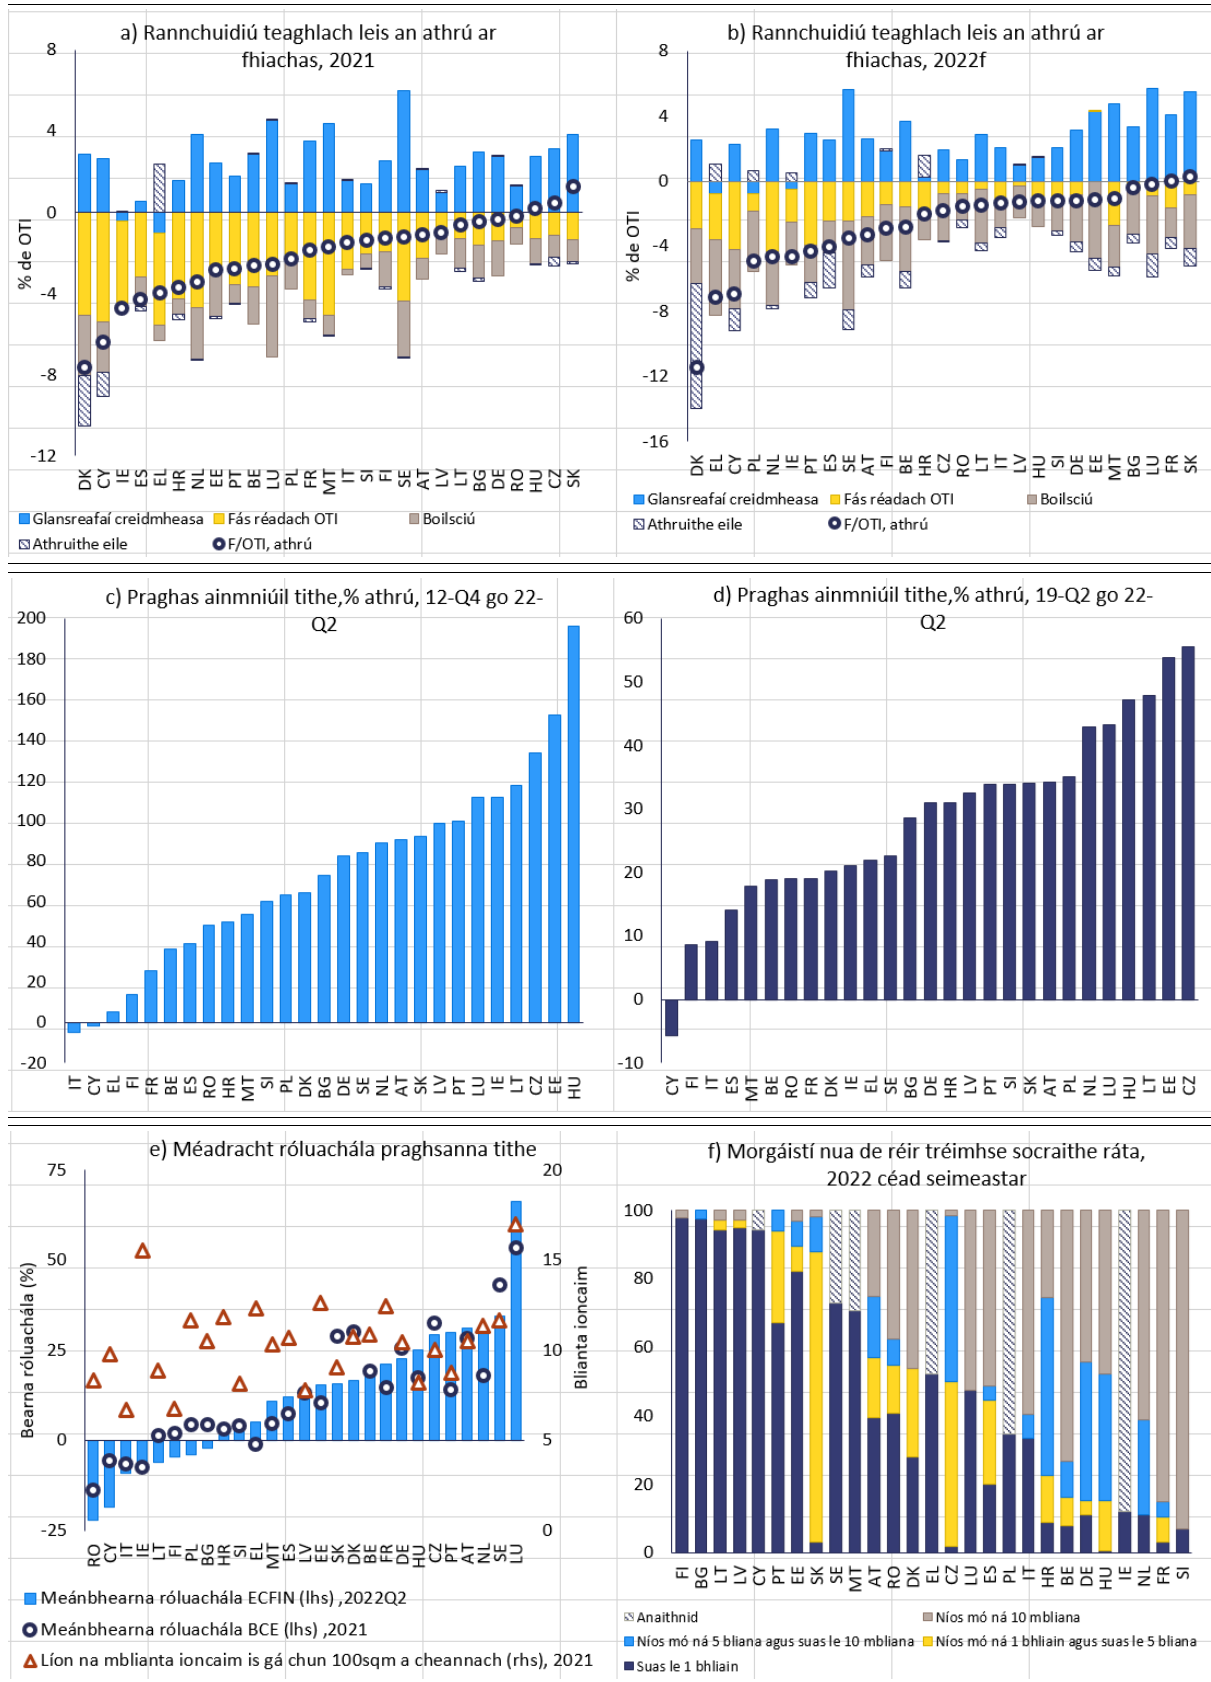 a) Rannchuidiú teaghlach leis an athrú ar
fhiachas, 2021
8
4
0
-4
-8
-12
% de OTI
DK CY IE ES EL HR NL EE PT BE LU PL FR MT IT SI FI SE AT LV LT BG DE RO HU CZ SK
Glansreafaí creidmheasa
Fás réadach OTI
Boilsciú
Athruithe eile
F/OTI, athrú
b) Rannchuidiú teaghlach leis an athrú ar
fhiachas, 2022f
8
4
0
-4
-8
-12
-16
% de OTI
DK EL CY PL NL IE PT ES SE AT FI BE HR CZ RO LT IT LV HU SI DE EE MT BG LU FR SK
Glansreafaí creidmheasa
Fás réadach OTI
Boilsciú
Athruithe eile
F/OTI, athrú
c) Praghas ainmniúil tithe,% athrú, 12-Q4 go 22-
Q2
200
180
160
140
120
100
80
60
40
20
0
-20
IT CY EL FI FR BE ES RO HR MT SI PL DK BG DE SE NL AT SK LV PT LU IE LT CZ EE HU
d) Praghas ainmniúil tithe,% athrú, 19-Q2 go 22-
Q2
60
50
40
30
20
10
0
-10
CY FI IT ES MT BE RO FR DK IE EL SE BG DE HR LV PT SI SK AT PL NL LU HU LT EE CZ
e) Méadracht róluachála praghsanna tithe
75
50
25
0
-25
Bearna róluachála (%)
20
15
10
5
0
Blianta ioncaim
RO CY IT IE LT FI PL BG HR SI EL MT ES LV EE SK DK BE FR DE HU CZ PT AT NL SE LU
Meánbhearna róluachála ECFIN (lhs) ,2022Q2
Meánbhearna róluachála BCE (lhs) ,2021
Líon na mblianta ioncaim is gá chun 100sqm a cheannach (rhs), 2021
f) Morgáistí nua de réir tréimhse socraithe ráta,
2022 céad seimeastar
100
80
60
40
20
0
FI BG LT LV CY PT EE SK SE MT AT RO DK EL CZ LU ES PL IT HR BE DE HU IE NL FR SI
Anaithnid
Níos mó ná 10 mbliana
Níos mó ná 5 bliana agus suas le 10 mbliana
Níos mó ná 1 bhliain agus suas le 5 bliana
Suas le 1 bhliain